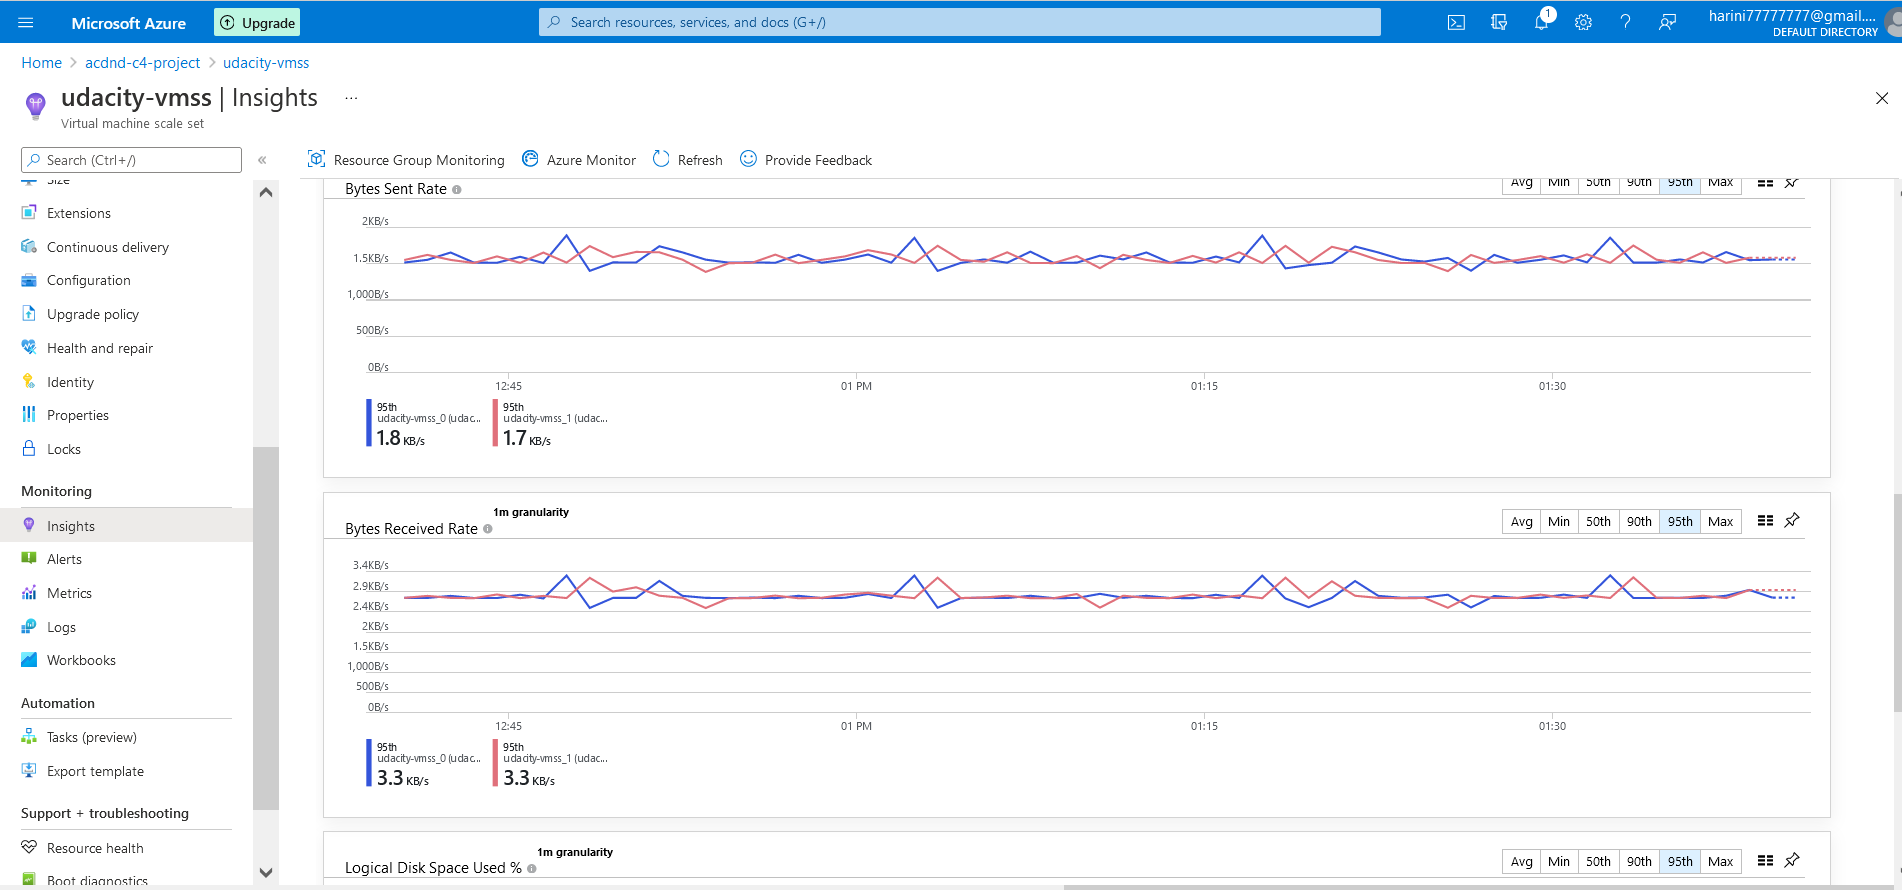 Microsoft Azure
Upgrade
Search resources, services, and docs (G+/)
1
harini77777777@gmail....
DEFAULT DIRECTORY
Home > acdnd-c4-project > udacity-vmss
udacity-vmss | Insights ...
Virtual machine scale set
Search (Ctrl+/)
«
Resource Group Monitoring
Azure Monitor
Refresh
Provide Feedback
Size
Extensions
Continuous delivery
Configuration
Upgrade policy
Health and repair
Identity
Properties
Locks
Monitoring
Insights
Alerts
Metrics
Logs
Workbooks
Automation
Tasks (preview)
Export template
Support + troubleshooting
Resource health
Boot diagnostics
Bytes Sent Rate
Avg Min 50th 90th 95th Max
2KB/s
1.5KB/s
1,000B/s
500B/s
0B/s
12:45 01 PM 01:15 01:30
95th
udacity-vmss_0 (udac...
1.8 KB/s
95th
udacity-vmss_1 (udac...
1.7 KB/s
1m granularity
Bytes Received Rate
Avg Min 50th 90th 95th Max
3.4KB/s
2.9KB/s
2.4KB/s
2KB/s
1.5KB/s
1,000B/s
500B/s
0B/s
12:45 01 PM 01:15 01:30
95th
udacity-vmss_0 (udac...
3.3 KB/s
95th
udacity-vmss_1 (udac...
3.3 KB/s
1m granularity
Logical Disk Space Used %
Avg Min 50th 90th 95th Max